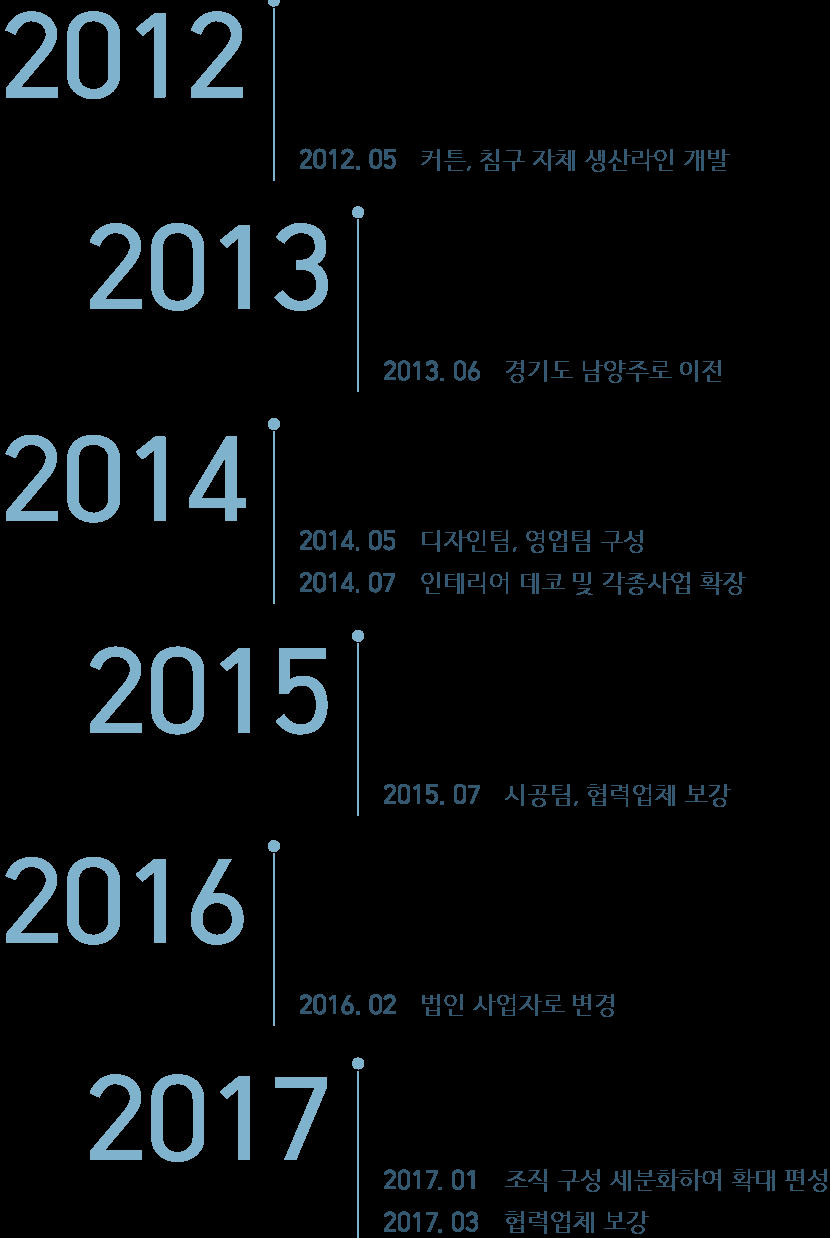 2012
2012. 05 커튼, 침구 자체 생산라인 개발
2013
2013. 06 경기도 남양주로 이전
2014
2014. 05 디자인팀, 영업팀 구성
2014. 07 인테리어 데코 및 각종사업 확장
2015
2015. 07 시공팀, 협력업체 보강
2016
2016. 02 법인 사업자로 변경
2017
2017. 01 조직 구성 세분화하여 확대 편성
2017. 03 협력업체 보강